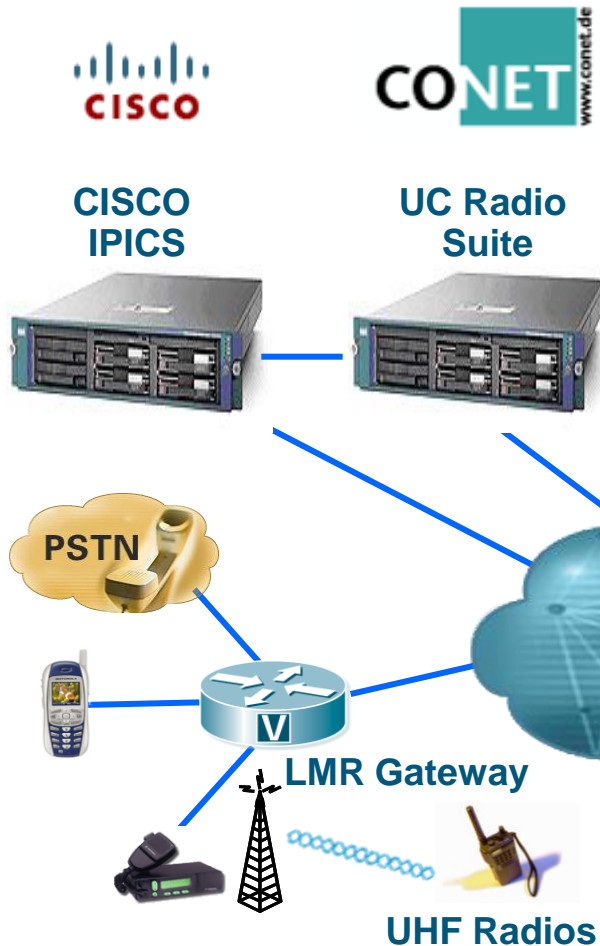 CISCO
CONET
www.conet.de
CISCO
IPICS
UC Radio
Suite
PSTN
V
LMR Gateway
UHF Radios